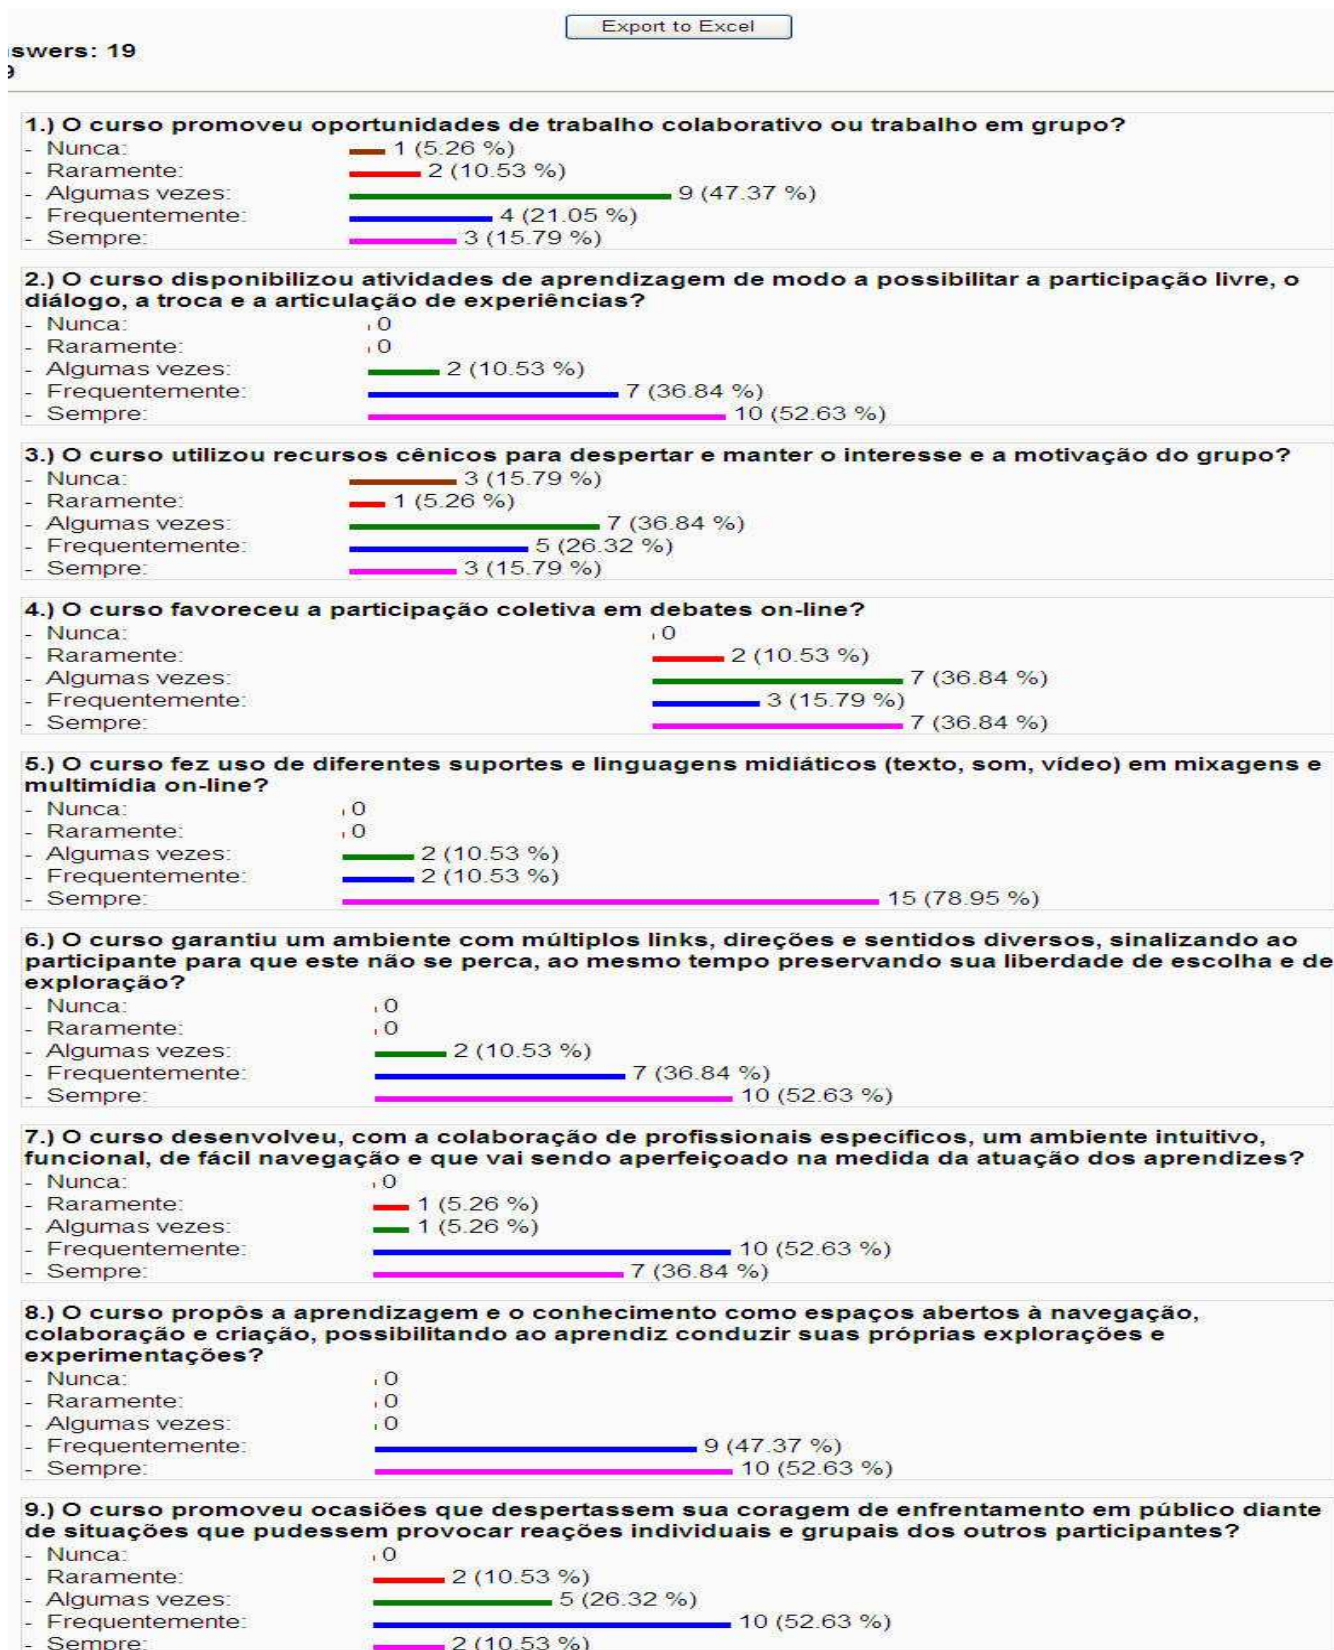 Export to Excel
swers: 19
9
1.) O curso promoveu oportunidades de trabalho colaborativo ou trabalho em grupo?
- Nunca: 1 (5.26 %)
- Raramente: 2 (10.53 %)
- Algumas vezes: 9 (47.37 %)
- Frequentemente: 4 (21.05 %)
- Sempre: 3 (15.79 %)
2.) O curso disponibilizou atividades de aprendizagem de modo a possibilitar a participação livre, o
diálogo, a troca e a articulação de experiências?
- Nunca: 0
- Raramente: 0
- Algumas vezes: 2 (10.53 %)
- Frequentemente: 7 (36.84 %)
- Sempre: 10 (52.63 %)
3.) O curso utilizou recursos cênicos para despertar e manter o interesse e a motivação do grupo?
- Nunca: 3 (15.79 %)
- Raramente: 1 (5.26 %)
- Algumas vezes: 7 (36.84 %)
- Frequentemente: 5 (26.32 %)
- Sempre: 3 (15.79 %)
4.) O curso favoreceu a participação coletiva em debates on-line?
- Nunca: 0
- Raramente: 2 (10.53 %)
- Algumas vezes: 7 (36.84 %)
- Frequentemente: 3 (15.79 %)
- Sempre: 7 (36.84 %)
5.) O curso fez uso de diferentes suportes e linguagens midiáticos (texto, som, vídeo) em mixagens e
multimídia on-line?
- Nunca: 0
- Raramente: 0
- Algumas vezes: 2 (10.53 %)
- Frequentemente: 2 (10.53 %)
- Sempre: 15 (78.95 %)
6.) O curso garantiu um ambiente com múltiplos links, direções e sentidos diversos, sinalizando ao
participante para que este não se perca, ao mesmo tempo preservando sua liberdade de escolha e de
exploração?
- Nunca: 0
- Raramente: 0
- Algumas vezes: 2 (10.53 %)
- Frequentemente: 7 (36.84 %)
- Sempre: 10 (52.63 %)
7.) O curso desenvolveu, com a colaboração de profissionais específicos, um ambiente intuitivo,
funcional, de fácil navegação e que vai sendo aperfeiçoado na medida da atuação dos aprendizes?
- Nunca: 0
- Raramente: 1 (5.26 %)
- Algumas vezes: 1 (5.26 %)
- Frequentemente: 10 (52.63 %)
- Sempre: 7 (36.84 %)
8.) O curso propôs a aprendizagem e o conhecimento como espaços abertos à navegação,
colaboração e criação, possibilitando ao aprendiz conduzir suas próprias explorações e
experimentações?
- Nunca: 0
- Raramente: 0
- Algumas vezes: 0
- Frequentemente: 9 (47.37 %)
- Sempre: 10 (52.63 %)
9.) O curso promoveu ocasiões que despertassem sua coragem de enfrentamento em público diante
de situações que pudessem provocar reações individuais e grupais dos outros participantes?
- Nunca: 0
- Raramente: 2 (10.53 %)
- Algumas vezes: 5 (26.32 %)
- Frequentemente: 10 (52.63 %)
- Sempre: 2 (10.53 %)